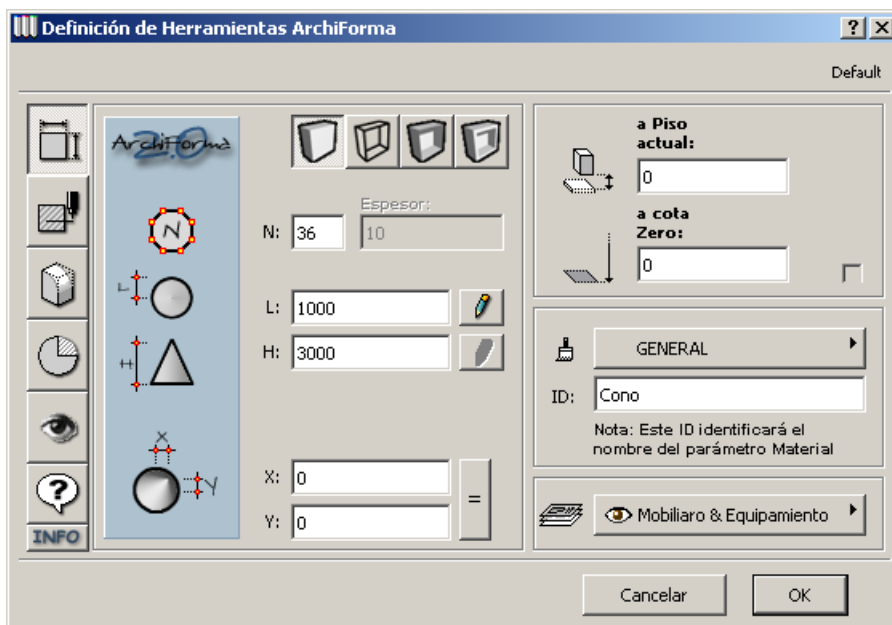 Definición de Herramientas ArchiForma
Default
ArchiForma
2.0
N
L
H
X
Y
INFO
N: 36
Espesor:
10
L: 1000
H: 3000
X: 0
Y: 0
=
a Piso
actual:
0
a cota
Zero:
0
GENERAL
ID: Cono
Nota: Este ID identificará el
nombre del parámetro Material
Mobiliaro & Equipamiento
Cancelar
OK